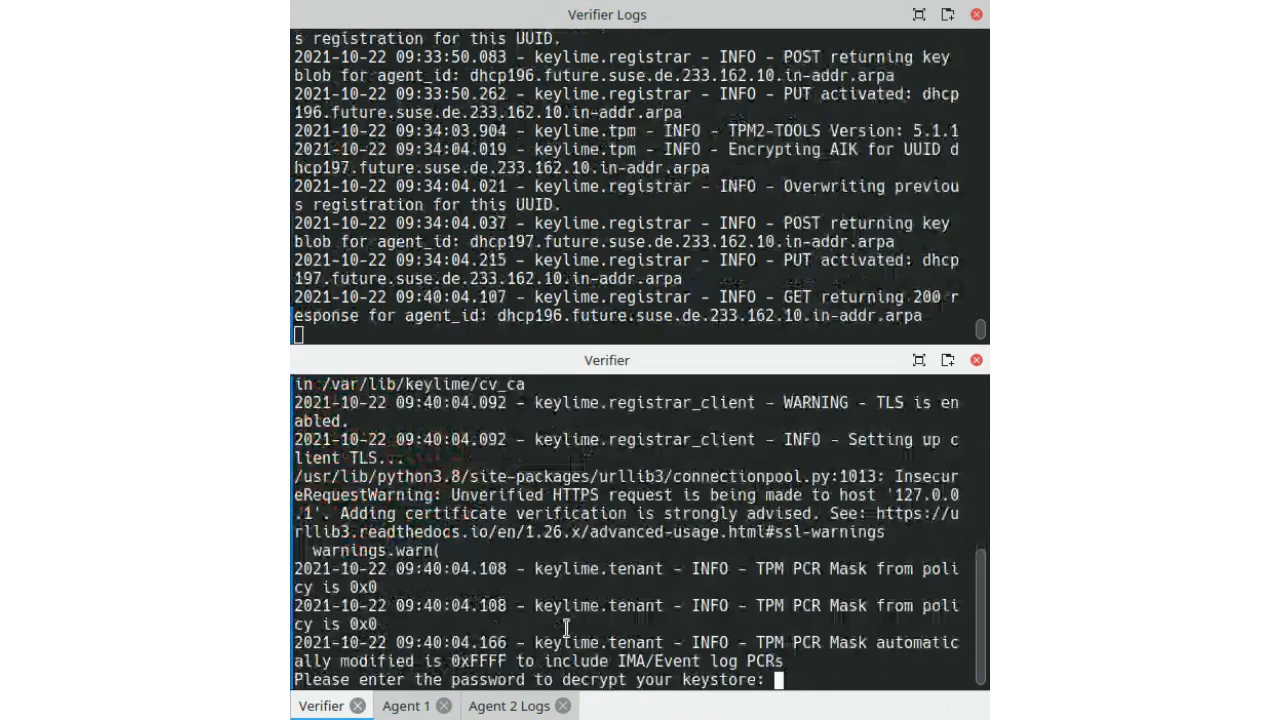 Verifier Logs
s registration for this UUID.
2021-10-22 09:33:50.083 - keylime.registrar - INFO - POST returning key
blob for agent_id: dhcp196.future.suse.de.233.162.10.in-addr.arpa
2021-10-22 09:33:50.262 - keylime.registrar - INFO - PUT activated: dhcp
196.future.suse.de.233.162.10.in-addr.arpa
2021-10-22 09:34:03.904 - keylime.tpm - INFO - TPM2-TOOLS Version: 5.1.1
2021-10-22 09:34:04.019 - keylime.tpm - INFO - Encrypting AIK for UUID d
hcp197.future.suse.de.233.162.10.in-addr.arpa
2021-10-22 09:34:04.021 - keylime.registrar - INFO - Overwriting previou
s registration for this UUID.
2021-10-22 09:34:04.037 - keylime.registrar - INFO - POST returning key
blob for agent_id: dhcp197.future.suse.de.233.162.10.in-addr.arpa
2021-10-22 09:34:04.215 - keylime.registrar - INFO - PUT activated: dhcp
197.future.suse.de.233.162.10.in-addr.arpa
2021-10-22 09:40:04.107 - keylime.registrar - INFO - GET returning 200 r
esponse for agent_id: dhcp196.future.suse.de.233.162.10.in-addr.arpa
Verifier
in /var/lib/keylime/cv_ca
2021-10-22 09:40:04.092 - keylime.registrar_client - WARNING - TLS is en
abled.
2021-10-22 09:40:04.092 - keylime.registrar_client - INFO - Setting up c
lient TLS...
/usr/lib/python3.8/site-packages/urllib3/connectionpool.py:1013: Insecur
eRequestWarning: Unverified HTTPS request is being made to host '127.0.0
.1'. Adding certificate verification is strongly advised. See: https://u
rllib3.readthedocs.io/en/1.26.x/advanced-usage.html#ssl-warnings
warnings.warn(
2021-10-22 09:40:04.108 - keylime.tenant - INFO - TPM PCR Mask from poli
cy is 0x0
2021-10-22 09:40:04.108 - keylime.tenant - INFO - TPM PCR Mask from poli
cy is 0x0
2021-10-22 09:40:04.166 - keylime.tenant - INFO - TPM PCR Mask automatic
ally modified is 0xFFFF to include IMA/Event log PCRs
Please enter the password to decrypt your keystore:
Verifier Agent 1 Agent 2 Logs